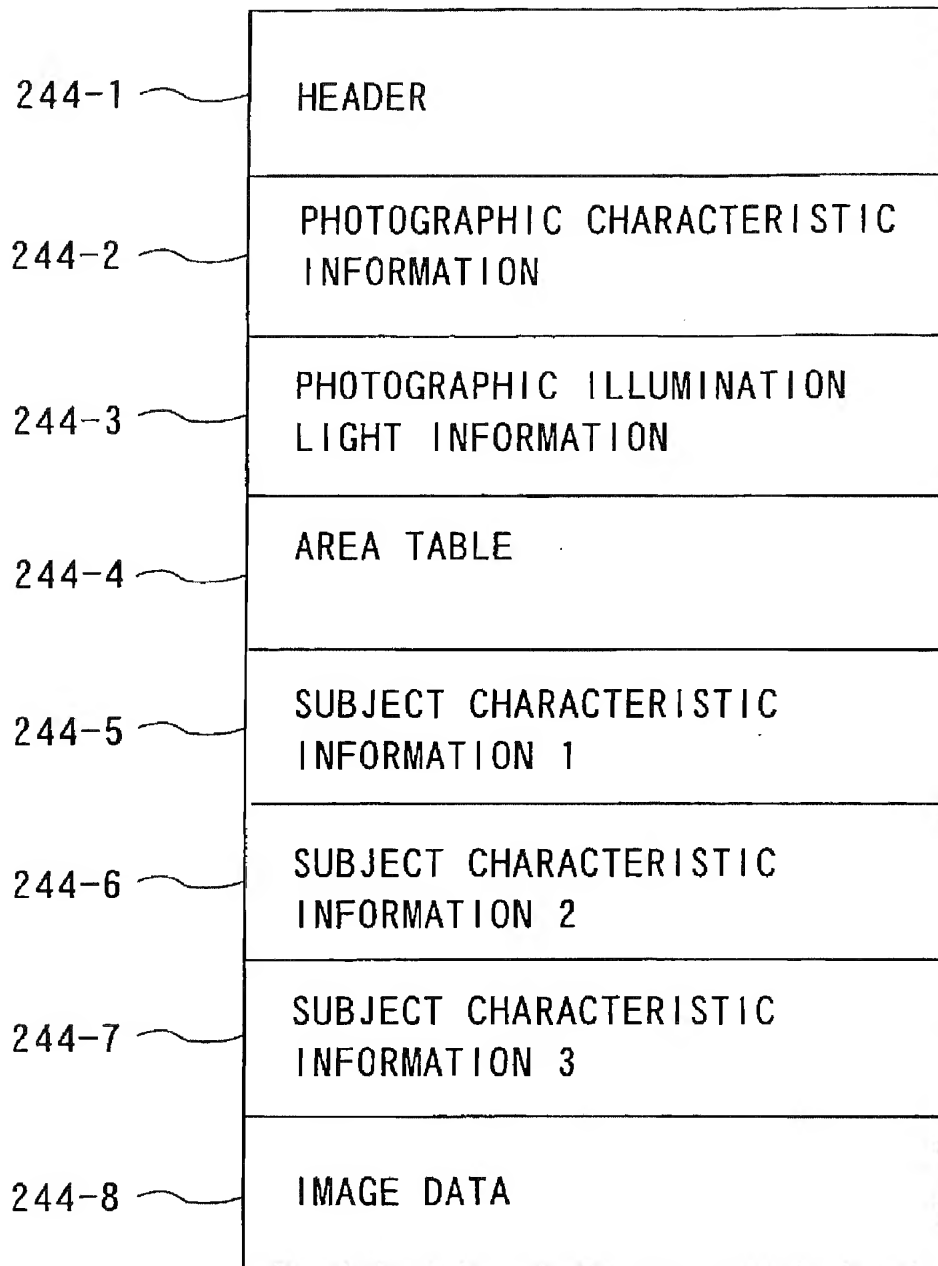 244-1 HEADER
244-2 PHOTOGRAPHIC CHARACTERISTIC
INFORMATION
244-3 PHOTOGRAPHIC ILLUMINATION
LIGHT INFORMATION
244-4 AREA TABLE
244-5 SUBJECT CHARACTERISTIC
INFORMATION 1
244-6 SUBJECT CHARACTERISTIC
INFORMATION 2
244-7 SUBJECT CHARACTERISTIC
INFORMATION 3
244-8 IMAGE DATA